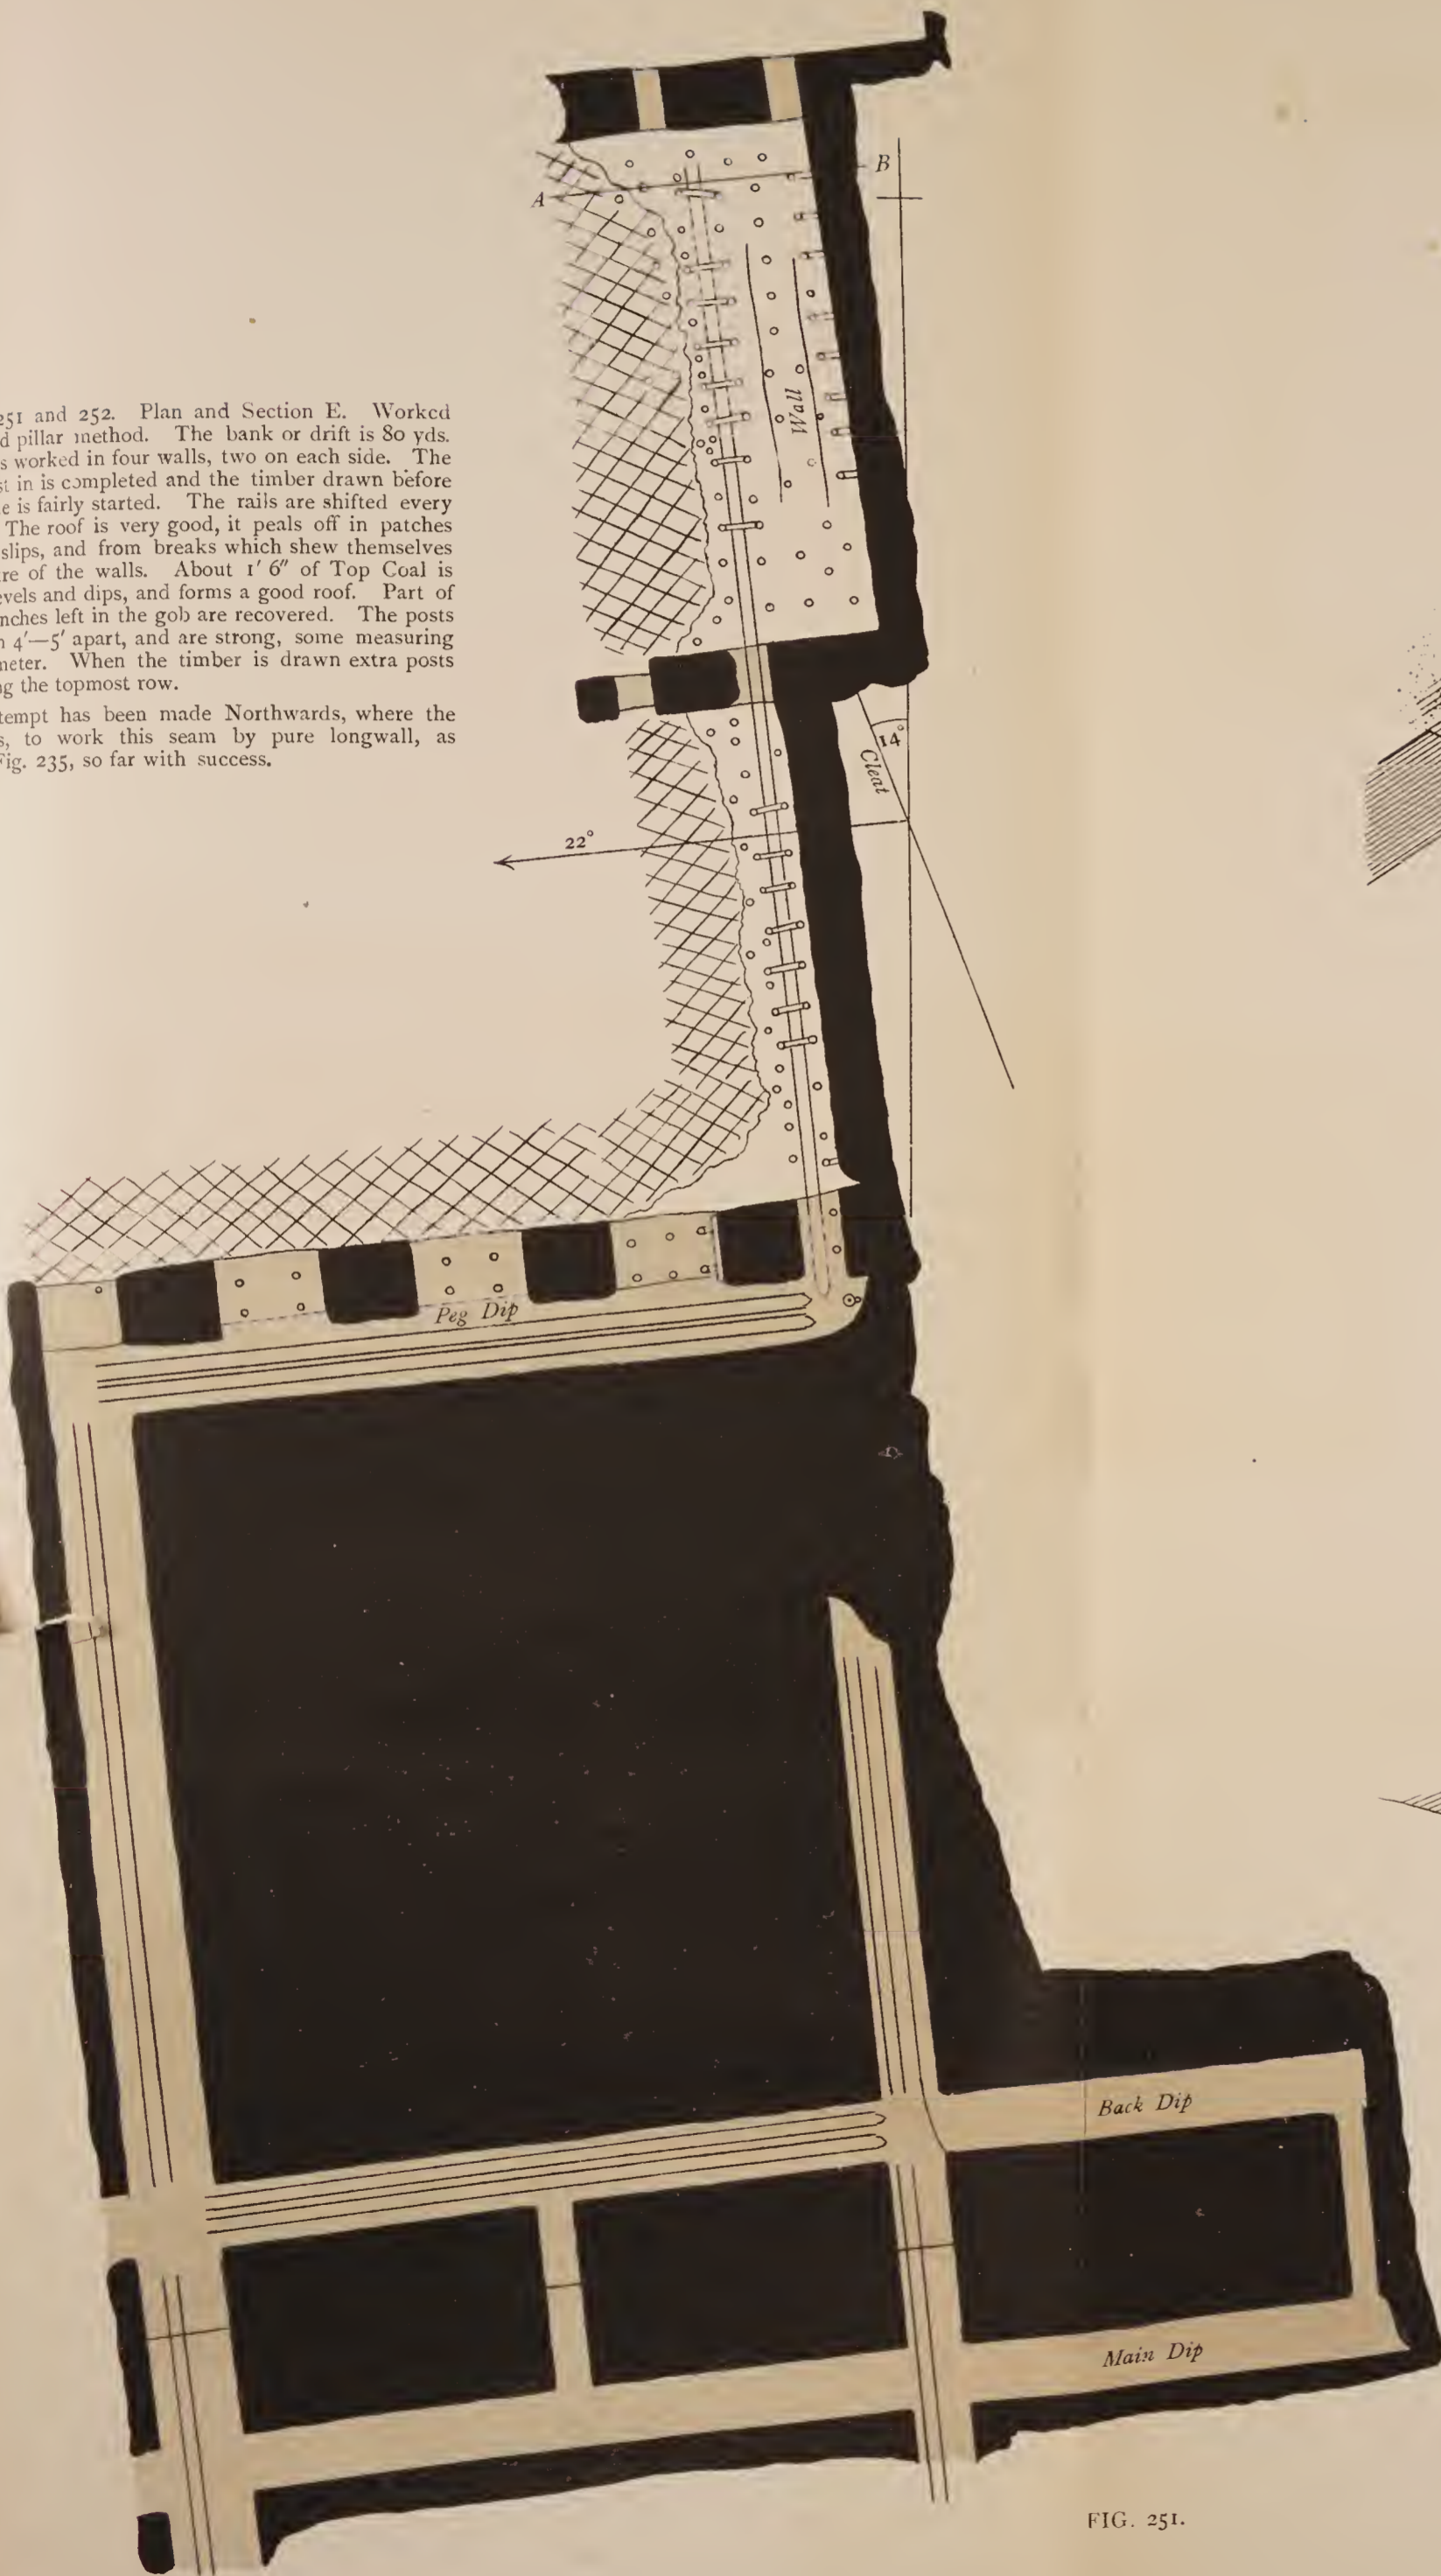 251 and 252. Plan and Section E. Worked
d pillar method. The bank or drift is 80 yds.
s worked in four walls, two on each side. The
st in is completed and the timber drawn before
e is fairly started. The rails are shifted every
The roof is very good, it peals off in patches
slips, and from breaks which shew themselves
re of the walls. About 1′ 6″ of Top Coal is
evels and dips, and forms a good roof. Part of
nches left in the gob are recovered. The posts
n 4′—5′ apart, and are strong, some measuring
neter. When the timber is drawn extra posts
ng the topmost row.
tempt has been made Northwards, where the
s, to work this seam by pure longwall, as
Fig. 235, so far with success.
A
B
Wall
14°
Cleat
22°
Peg Dip
Back Dip
Main Dip
FIG. 251.